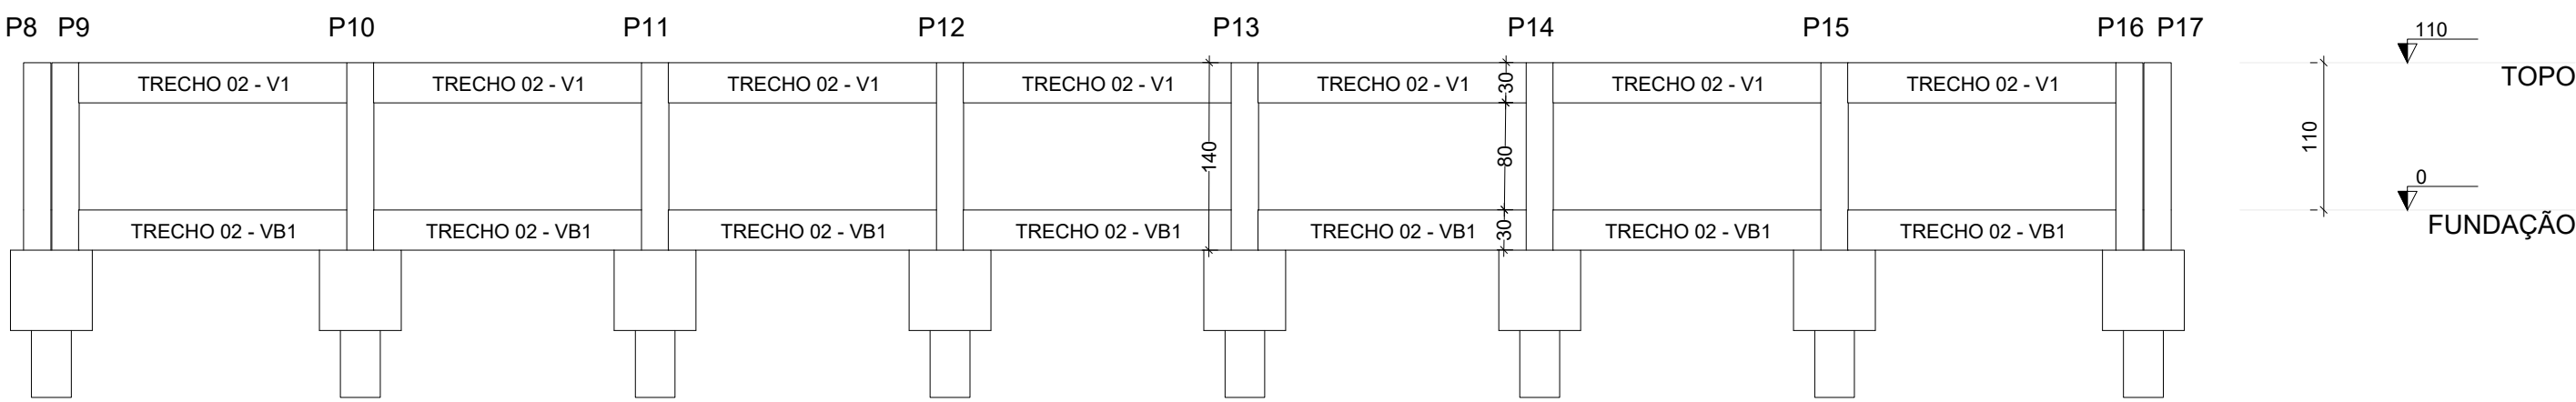 P8 P9 P10 P11 P12 P13 P14 P15 P16 P17
110
TOPO
TRECHO 02 - V1 TRECHO 02 - V1 TRECHO 02 - V1 TRECHO 02 - V1 TRECHO 02 - V1 TRECHO 02 - V1 TRECHO 02 - V1
30
140
80
110
0
FUNDAÇÃO
TRECHO 02 - VB1 TRECHO 02 - VB1 TRECHO 02 - VB1 TRECHO 02 - VB1 TRECHO 02 - VB1 TRECHO 02 - VB1 TRECHO 02 - VB1
30